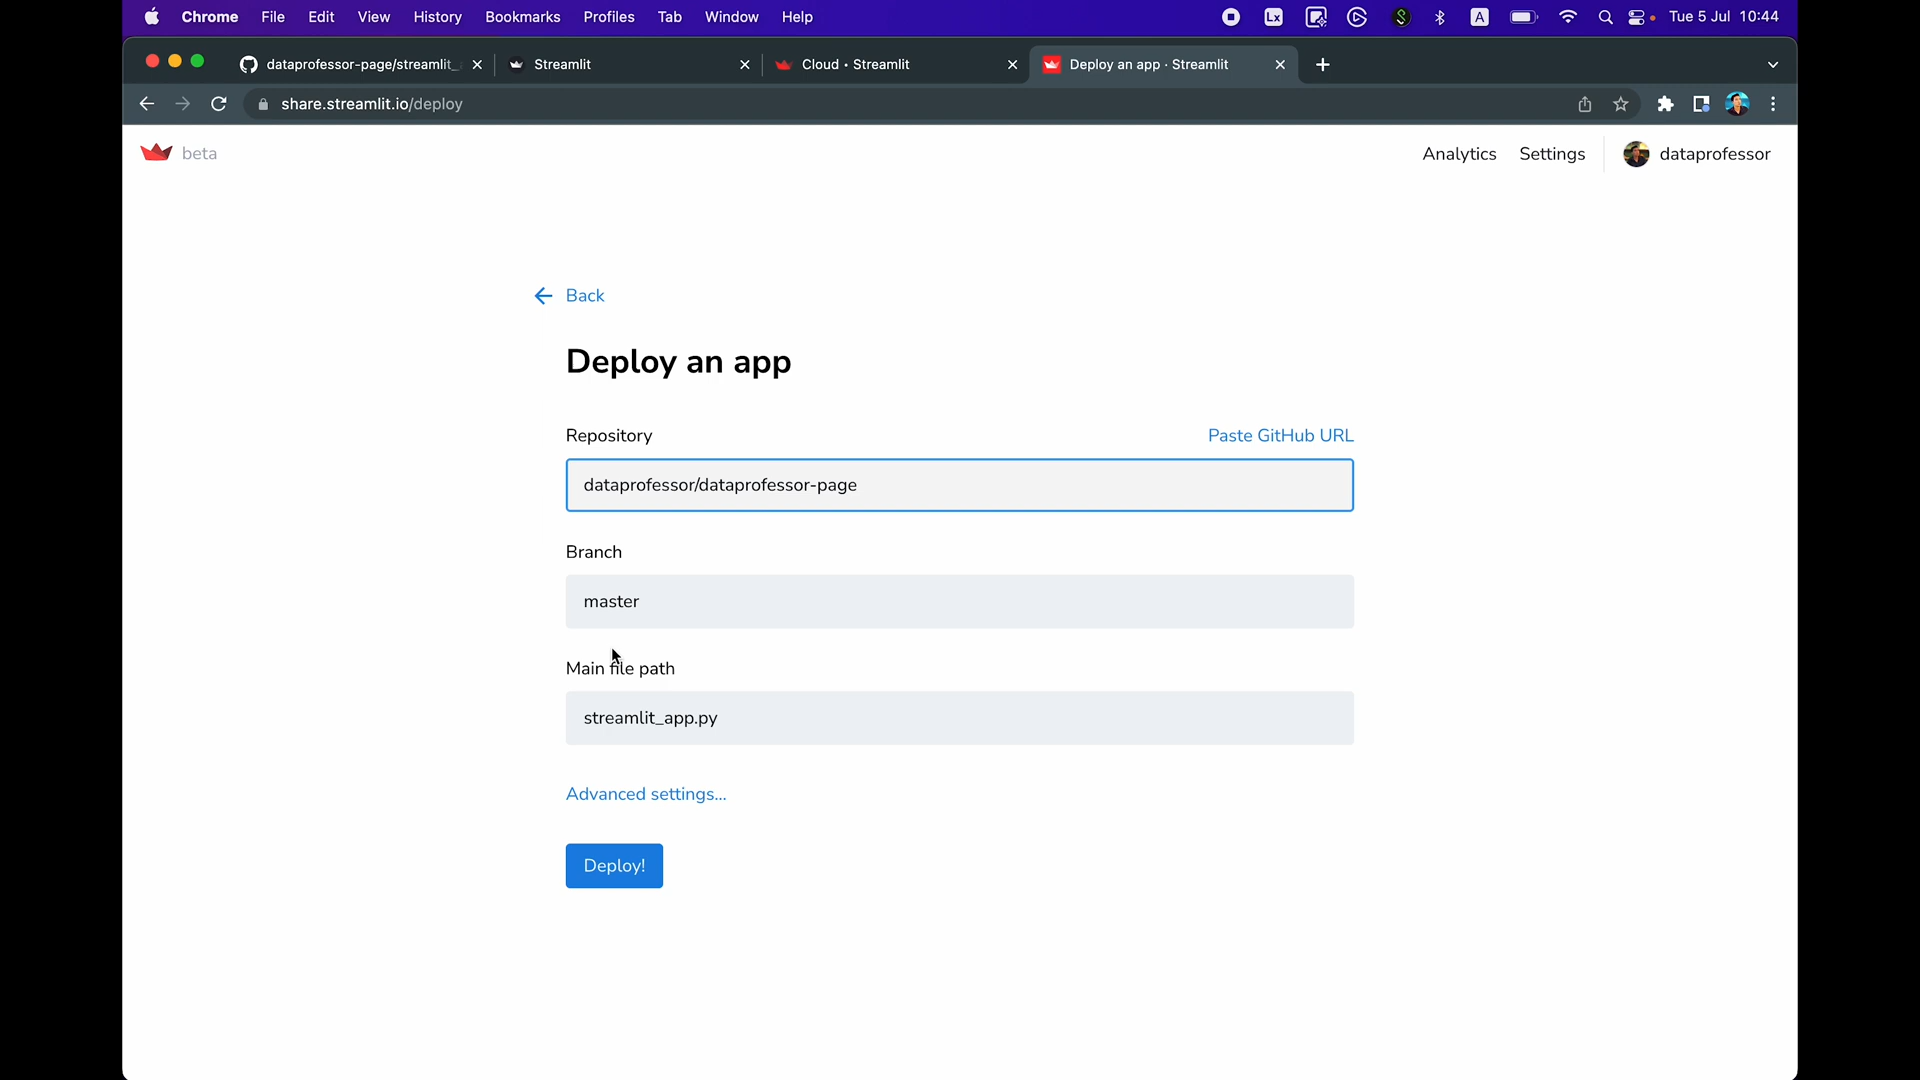 Chrome File Edit View History Bookmarks Profiles Tab Window Help Lx A Tue 5 Jul 10:44
dataprofessor-page/streamlit_ Streamlit Cloud • Streamlit Deploy an app · Streamlit
share.streamlit.io/deploy
beta Analytics Settings dataprofessor
Back
Deploy an app
Repository Paste GitHub URL
dataprofessor/dataprofessor-page
Branch
master
Main file path
streamlit_app.py
Advanced settings...
Deploy!